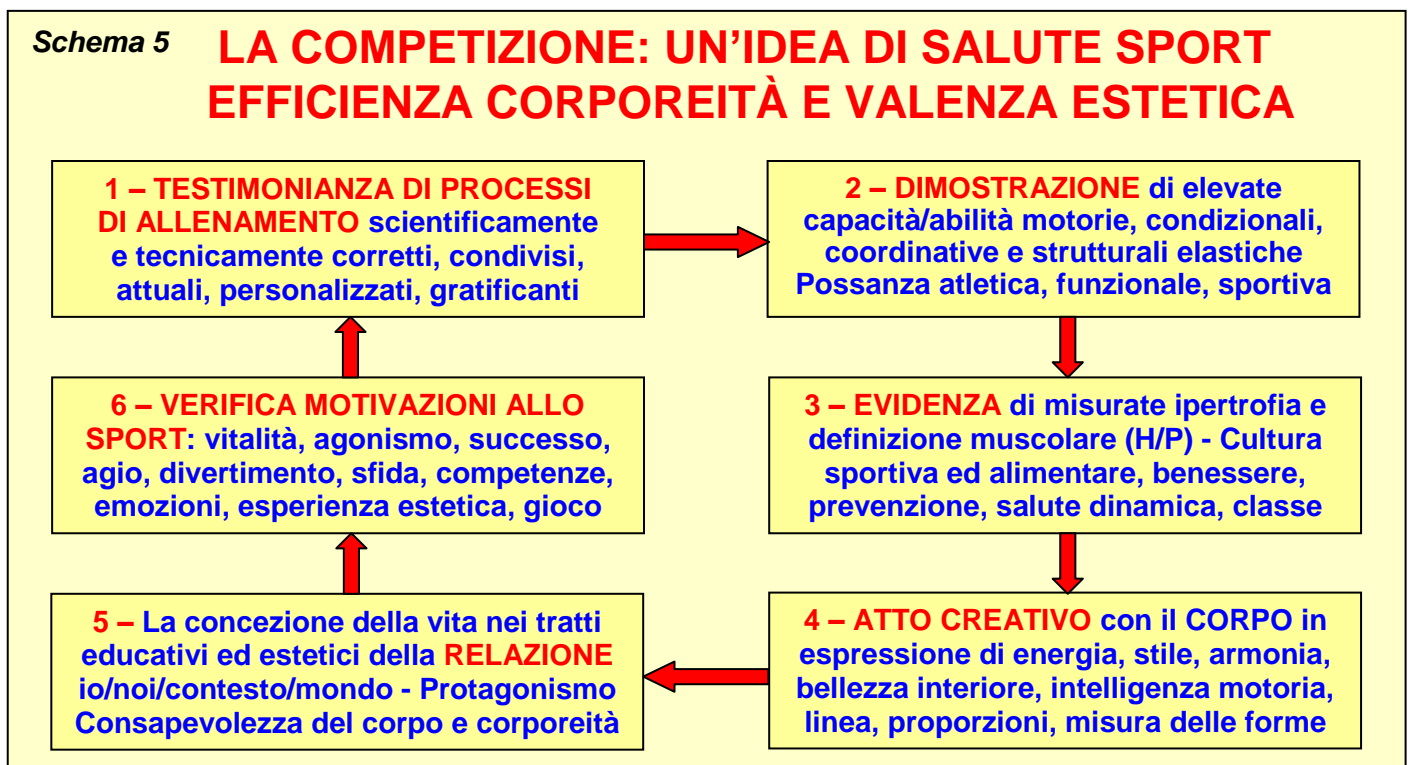 Schema 5
LA COMPETIZIONE: UN'IDEA DI SALUTE SPORT
EFFICIENZA CORPOREITÀ E VALENZA ESTETICA
1 – TESTIMONIANZA DI PROCESSI
DI ALLENAMENTO scientificamente
e tecnicamente corretti, condivisi,
attuali, personalizzati, gratificanti
2 – DIMOSTRAZIONE di elevate
capacità/abilità motorie, condizionali,
coordinative e strutturali elastiche
Possanza atletica, funzionale, sportiva
3 – EVIDENZA di misurate ipertrofia e
definizione muscolare (H/P) - Cultura
sportiva ed alimentare, benessere,
prevenzione, salute dinamica, classe
4 – ATTO CREATIVO con il CORPO in
espressione di energia, stile, armonia,
bellezza interiore, intelligenza motoria,
linea, proporzioni, misura delle forme
5 – La concezione della vita nei tratti
educativi ed estetici della RELAZIONE
io/noi/contesto/mondo - Protagonismo
Consapevolezza del corpo e corporeità
6 – VERIFICA MOTIVAZIONI ALLO
SPORT: vitalità, agonismo, successo,
agio, divertimento, sfida, competenze,
emozioni, esperienza estetica, gioco